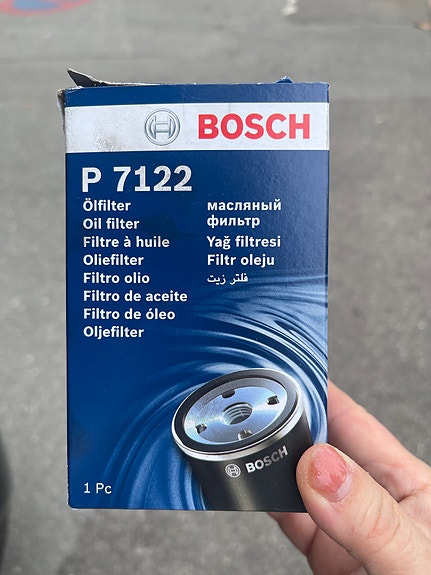 BOSCH
P 7122
Ölfilter
Oil filter
Filtre à huile
Oliefilter
Filtro olio
Filtro de aceite
Filtro de óleo
Oljefilter
масляный
фильтр
Yağ filtresi
Filtr oleju
فلتر زيت
BOSCH
1 Pc